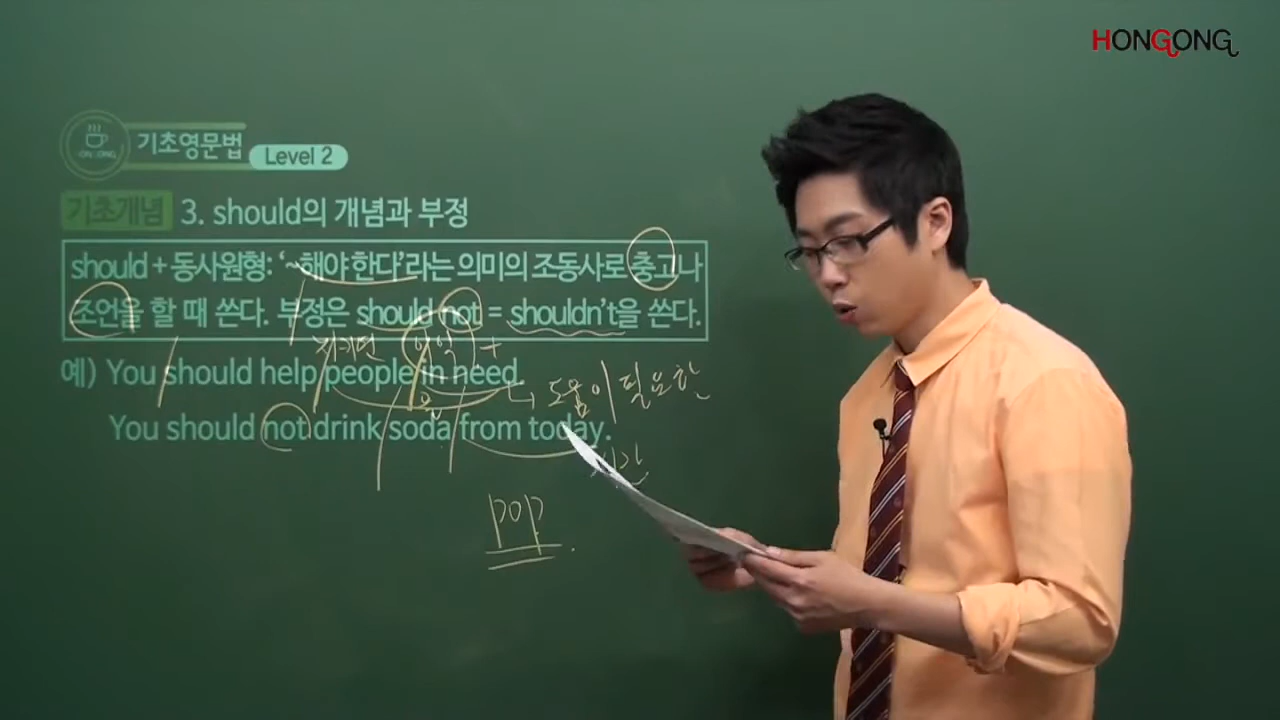 HONGONG
기초영문법
Level 2
기초개념 3. should의 개념과 부정
should + 동사원형: ‘~해야 한다’라는 의미의 조동사로 충고나
조언을 할 때 쓴다. 부정은 should not = shouldn't을 쓴다.
예) You should help people in need.
도움이 필요한
You should not drink soda from today.
pop